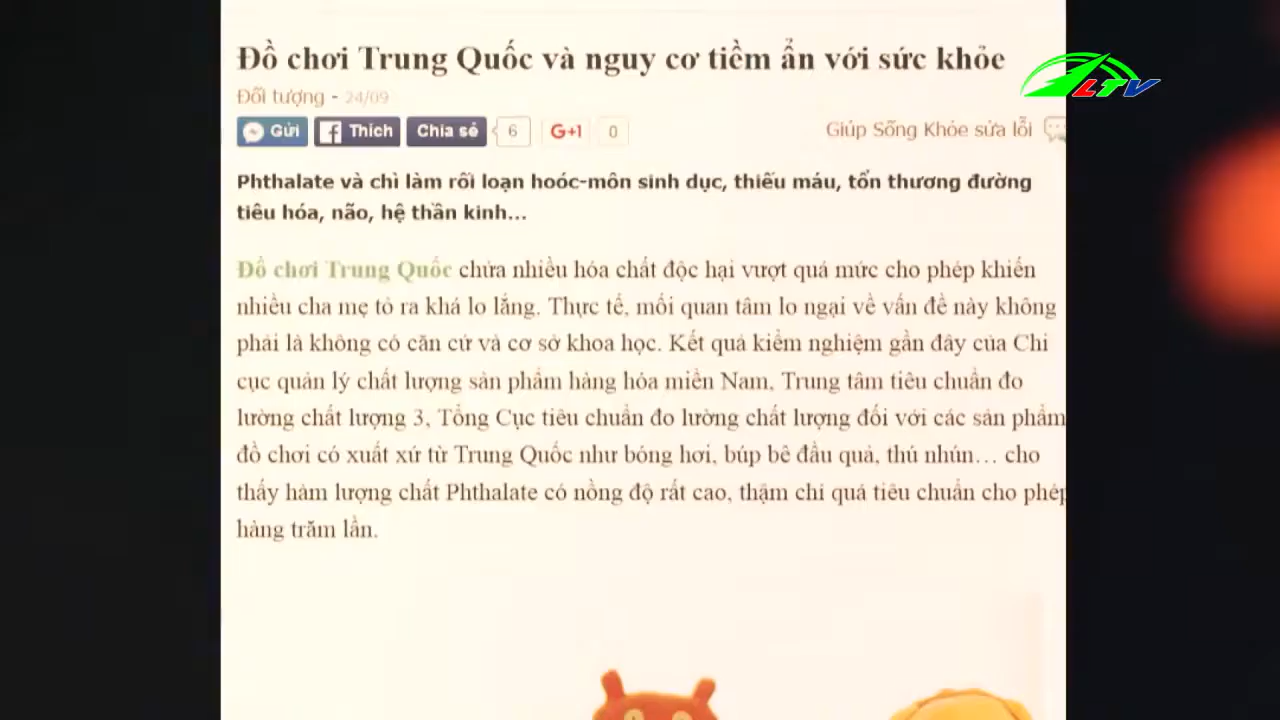 Đồ chơi Trung Quốc và nguy cơ tiềm ẩn với sức khỏe
LTV
Đối tượng - 24/09
Gửi Thích Chia sẻ 6 G+1 0 Giúp Sống Khỏe sửa lỗi
Phthalate và chì làm rối loạn hoóc-môn sinh dục, thiếu máu, tổn thương đường
tiêu hóa, não, hệ thần kinh...
Đồ chơi Trung Quốc chứa nhiều hóa chất độc hại vượt quá mức cho phép khiến
nhiều cha mẹ tỏ ra khá lo lắng. Thực tế, mối quan tâm lo ngại về vấn đề này không
phải là không có căn cứ và cơ sở khoa học. Kết quả kiểm nghiệm gần đây của Chi
cục quản lý chất lượng sản phẩm hàng hóa miền Nam, Trung tâm tiêu chuẩn đo
lường chất lượng 3, Tổng Cục tiêu chuẩn đo lường chất lượng đối với các sản phẩm
đồ chơi có xuất xứ từ Trung Quốc như bóng hơi, búp bê đầu quả, thú nhún… cho
thấy hàm lượng chất Phthalate có nồng độ rất cao, thậm chí quá tiêu chuẩn cho phép
hàng trăm lần.